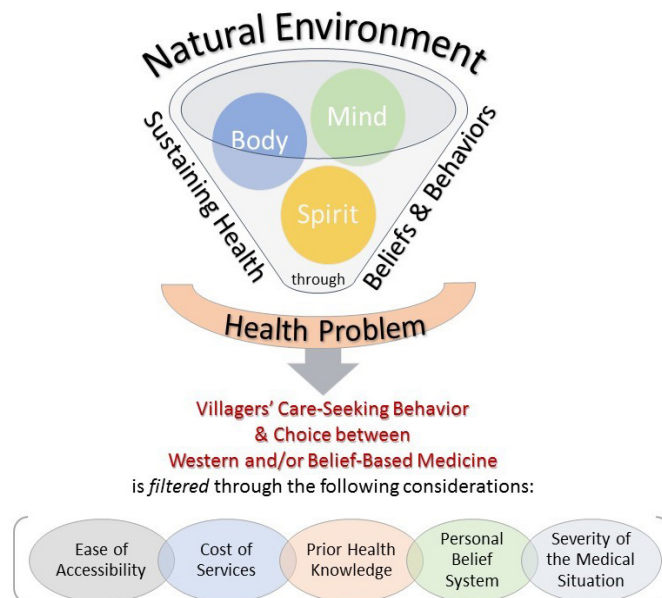 Natural Environment
Body
Mind
Spirit
Sustaining Health
through
Beliefs & Behaviors
Health Problem
Villagers' Care-Seeking Behavior
& Choice between
Western and/or Belief-Based Medicine
is filtered through the following considerations:
Ease of
Accessibility
Cost of
Services
Prior Health
Knowledge
Personal
Belief
System
Severity of
the Medical
Situation